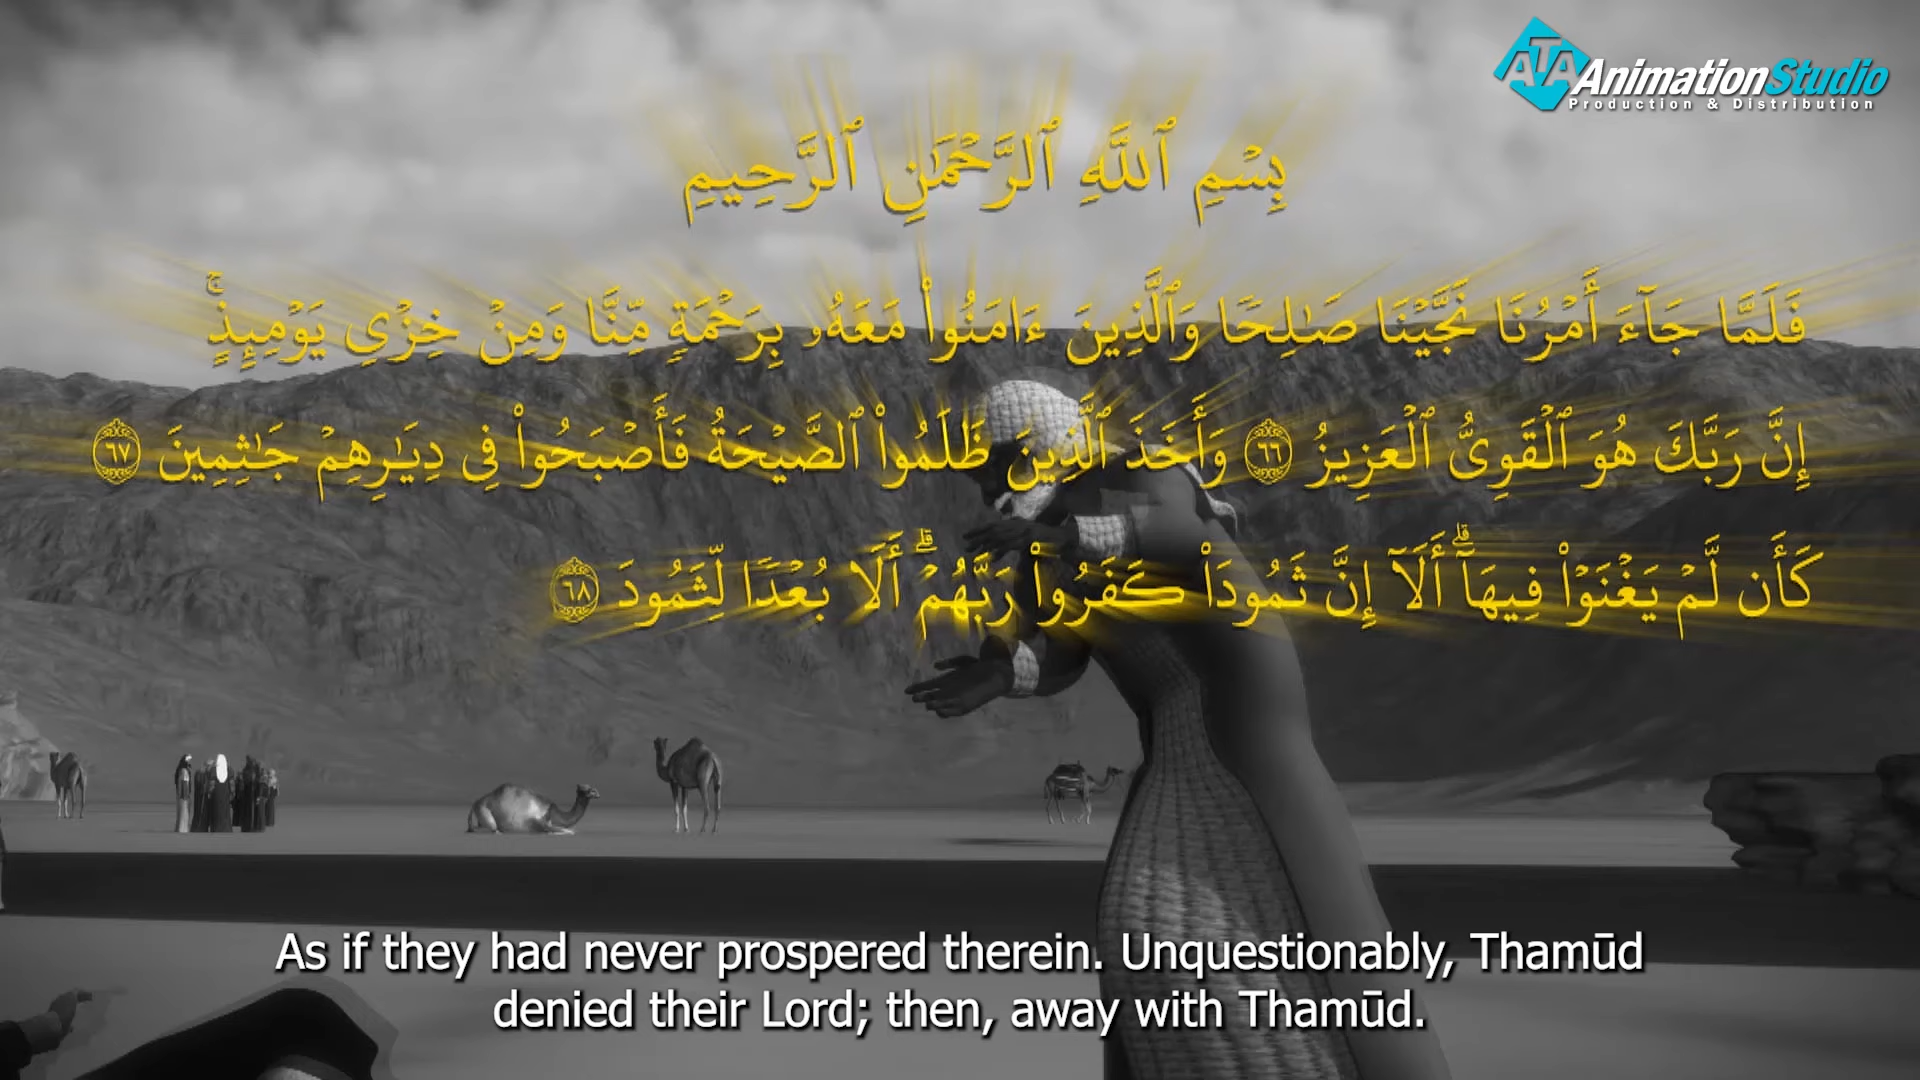 ATA AnimationStudio
Production & Distribution
بِسْمِ ٱللَّهِ ٱلرَّحْمَٰنِ ٱلرَّحِيمِ
فَلَمَّا جَآءَ أَمْرُنَا نَجَّيْنَا صَٰلِحًا وَٱلَّذِينَ ءَامَنُوا۟ مَعَهُۥ بِرَحْمَةٍ مِّنَّا وَمِنْ خِزْىِ يَوْمِئِذٍ ۚ
إِنَّ رَبَّكَ هُوَ ٱلْقَوِىُّ ٱلْعَزِيزُ ٦٦ وَأَخَذَ ٱلَّذِينَ ظَلَمُوا۟ ٱلصَّيْحَةُ فَأَصْبَحُوا۟ فِى دِيَٰرِهِمْ جَٰثِمِينَ ٦٧
كَأَن لَّمْ يَغْنَوْا۟ فِيهَآ ۗ أَلَآ إِنَّ ثَمُودَا۟ كَفَرُوا۟ رَبَّهُمْ ۗ أَلَا بُعْدًا لِّثَمُودَ ٦٨
As if they had never prospered therein. Unquestionably, Thamūd
denied their Lord; then, away with Thamūd.